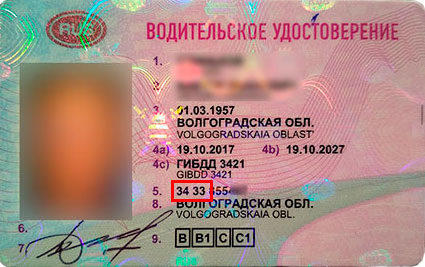 RUS
ВОДИТЕЛЬСКОЕ УДОСТОВЕРЕНИЕ
1.
2.
3. 01.03.1957
ВОЛГОГРАДСКАЯ ОБЛ.
VOLGOGRADSKAIA OBLAST'
4a) 19.10.2017 4b) 19.10.2027
4c) ГИБДД 3421
GIBDD 3421
5. 34 33
8. ВОЛГОГРАДСКАЯ ОБЛ.
VOLGOGRADSKAIA OBL.
6.
7.
9. B B1 C C1